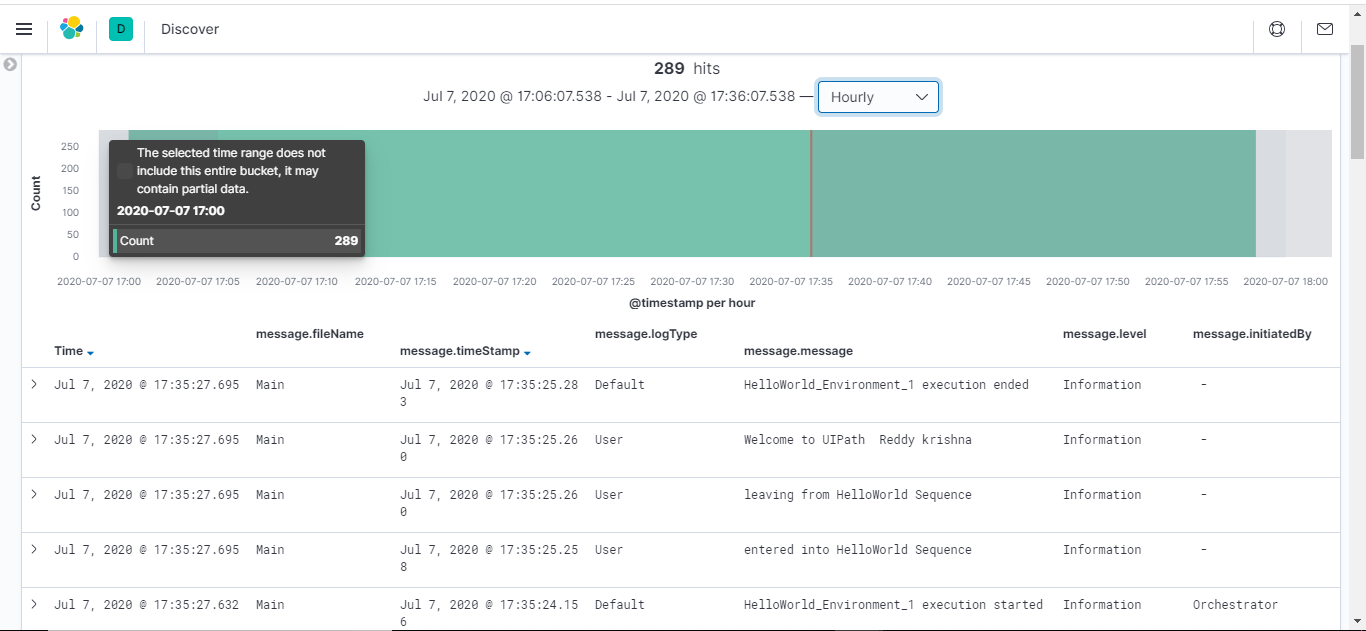 D Discover
289 hits
Jul 7, 2020 @ 17:06:07.538 - Jul 7, 2020 @ 17:36:07.538 — Hourly
250
200
150
100
50
0
Count
The selected time range does not
include this entire bucket, it may
contain partial data.
2020-07-07 17:00
Count 289
2020-07-07 17:00 2020-07-07 17:05 2020-07-07 17:10 2020-07-07 17:15 2020-07-07 17:20 2020-07-07 17:25 2020-07-07 17:30 2020-07-07 17:35 2020-07-07 17:40 2020-07-07 17:45 2020-07-07 17:50 2020-07-07 17:55 2020-07-07 18:00
@timestamp per hour
Time message.fileName message.timeStamp message.logType message.message message.level message.initiatedBy
Jul 7, 2020 @ 17:35:27.695 Main Jul 7, 2020 @ 17:35:25.28 Default HelloWorld_Environment_1 execution ended Information -
3
Jul 7, 2020 @ 17:35:27.695 Main Jul 7, 2020 @ 17:35:25.26 User Welcome to UIPath  Reddy krishna Information -
0
Jul 7, 2020 @ 17:35:27.695 Main Jul 7, 2020 @ 17:35:25.26 User leaving from HelloWorld Sequence Information -
0
Jul 7, 2020 @ 17:35:27.695 Main Jul 7, 2020 @ 17:35:25.25 User entered into HelloWorld Sequence Information -
8
Jul 7, 2020 @ 17:35:27.632 Main Jul 7, 2020 @ 17:35:24.15 Default HelloWorld_Environment_1 execution started Information Orchestrator
6